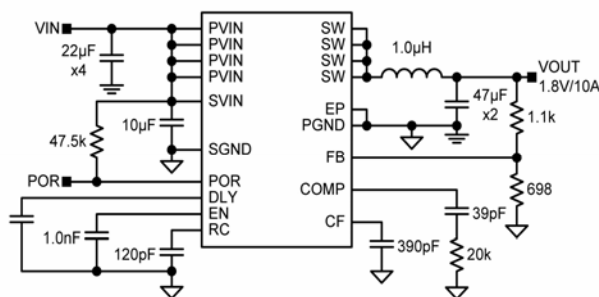 VIN
22µF
x4
PVIN
PVIN
PVIN
PVIN
SVIN
10µF
47.5k
SGND
POR
POR
DLY
EN
1.0nF
RC
120pF
SW
SW
SW
SW
1.0µH
VOUT
1.8V/10A
47µF
x2
1.1k
EP
PGND
FB
COMP
698
39pF
CF
390pF
20k